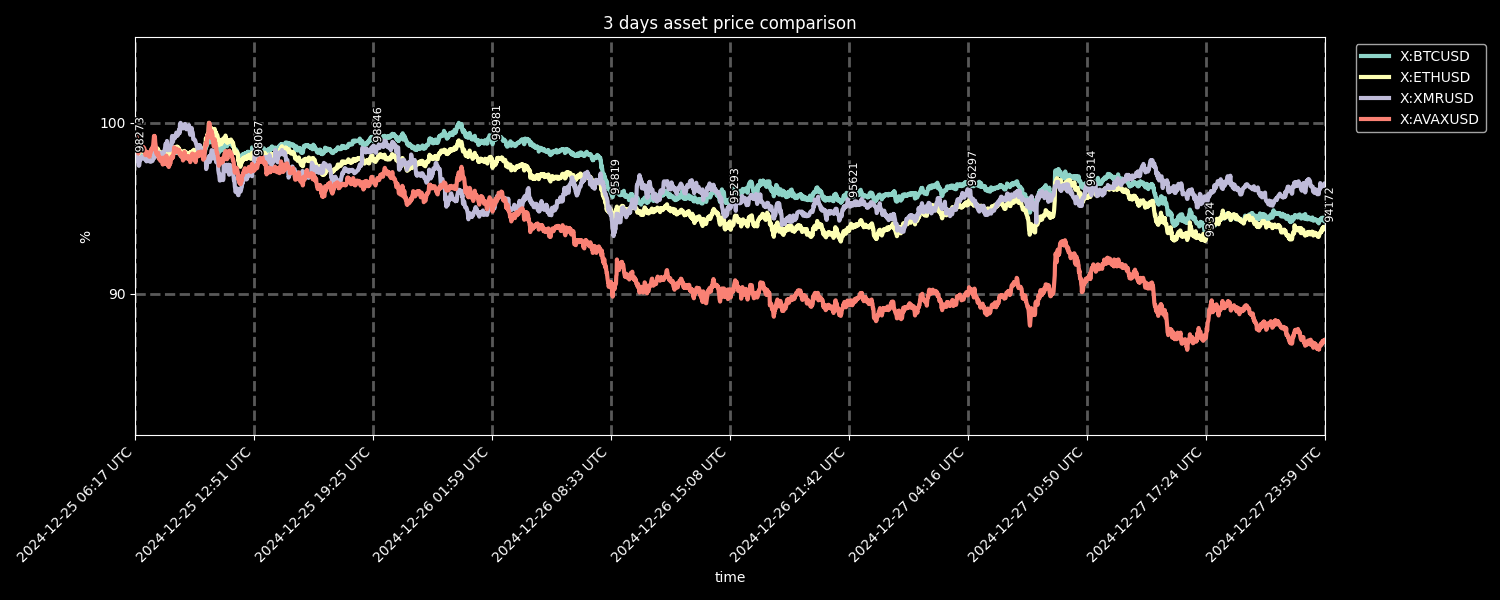 3 days asset price comparison
X:BTCUSD
X:ETHUSD
X:XMRUSD
X:AVAXUSD
100
90
%
98273
98067
98846
98981
95819
95293
95621
96297
96314
93324
94172
2024-12-25 06:17 UTC
2024-12-25 12:51 UTC
2024-12-25 19:25 UTC
2024-12-26 01:59 UTC
2024-12-26 08:33 UTC
2024-12-26 15:08 UTC
2024-12-26 21:42 UTC
2024-12-27 04:16 UTC
2024-12-27 10:50 UTC
2024-12-27 17:24 UTC
2024-12-27 23:59 UTC
time